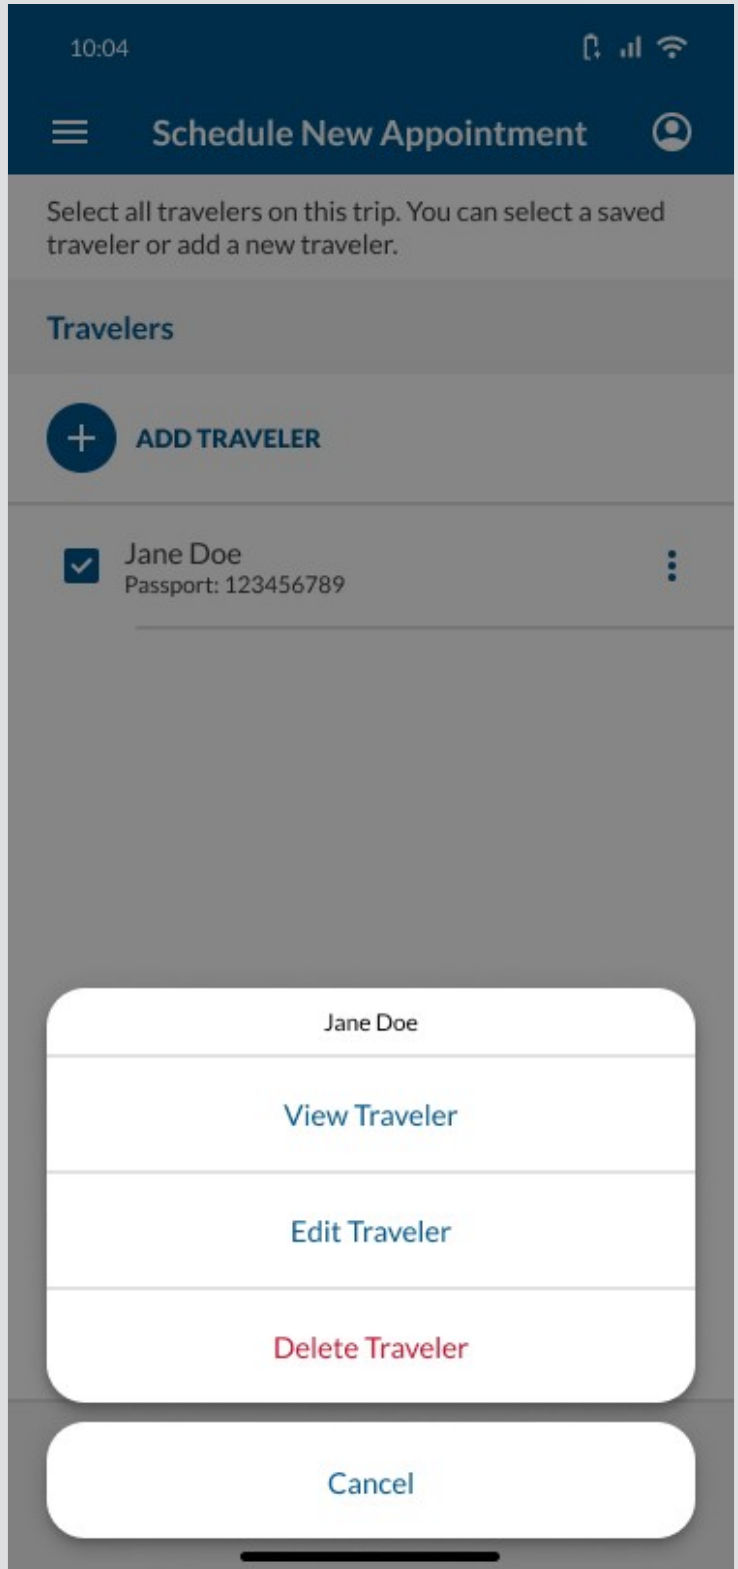 10:04
Schedule New Appointment
Select all travelers on this trip. You can select a saved
traveler or add a new traveler.
Travelers
ADD TRAVELER
Jane Doe
Passport: 123456789
Jane Doe
View Traveler
Edit Traveler
Delete Traveler
Cancel